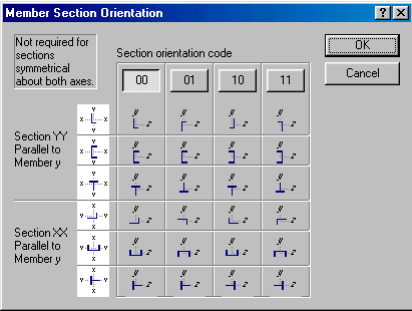 Member Section Orientation
Not required for
sections
symmetrical
about both axes.
Section orientation code
OK
Cancel
00 01 10 11
Section YY
Parallel to
Member y
Section XX
Parallel to
Member y
y
x x
y
y
x x
y
y
x x
y
x
y y
x
x
y y
x
x
y y
x
y z y z y z y z
y z y z y z y z
y z y z y z y z
y z y z y z y z
y z y z y z y z
y z y z y z y z